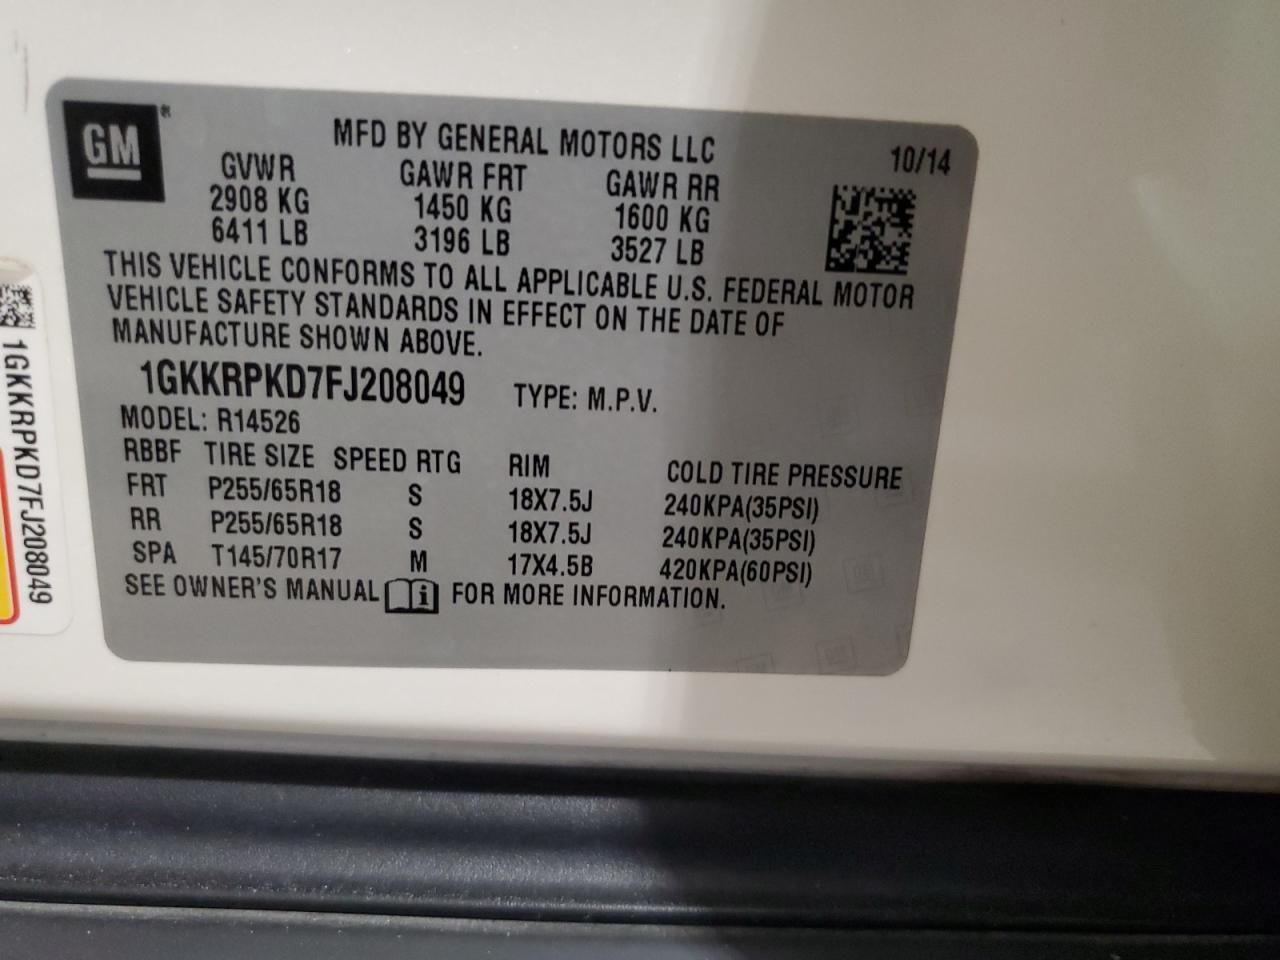 GM
®
MFD BY GENERAL MOTORS LLC
10/14
GVWR GAWR FRT GAWR RR
2908 KG 1450 KG 1600 KG
6411 LB 3196 LB 3527 LB
THIS VEHICLE CONFORMS TO ALL APPLICABLE U.S. FEDERAL MOTOR
VEHICLE SAFETY STANDARDS IN EFFECT ON THE DATE OF
MANUFACTURE SHOWN ABOVE.
1GKKRPKD7FJ208049 TYPE: M.P.V.
MODEL: R14526
RBBF TIRE SIZE SPEED RTG RIM COLD TIRE PRESSURE
FRT P255/65R18 S 18X7.5J 240KPA(35PSI)
RR P255/65R18 S 18X7.5J 240KPA(35PSI)
SPA T145/70R17 M 17X4.5B 420KPA(60PSI)
SEE OWNER'S MANUAL i FOR MORE INFORMATION.
1GKKRPKD7FJ208049